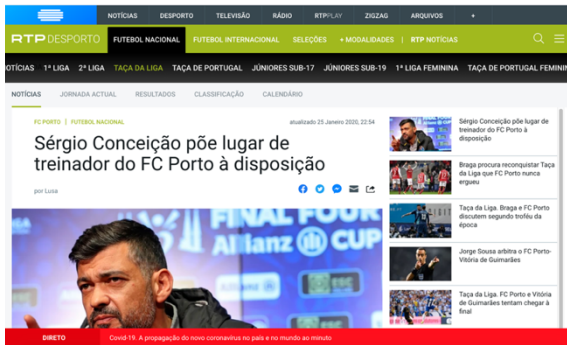 NOTÍCIAS DESPORTO TELEVISÃO RÁDIO RTPPLAY ZIGZAG ARQUIVOS +
RTP DESPORTO FUTEBOL NACIONAL FUTEBOL INTERNACIONAL SELEÇÕES + MODALIDADES | RTP NOTÍCIAS
OTÍCIAS 1ª LIGA 2ª LIGA TAÇA DA LIGA TAÇA DE PORTUGAL JÚNIORES SUB-17 JÚNIORES SUB-19 1ª LIGA FEMININA TAÇA DE PORTUGAL FEMININ
NOTÍCIAS JORNADA ACTUAL RESULTADOS CLASSIFICAÇÃO CALENDÁRIO
FC PORTO | FUTEBOL NACIONAL
atualizado 25 Janeiro 2020, 22:54
Sérgio Conceição põe lugar de
treinador do FC Porto à disposição
por Lusa
FINAL FOUR
Allianz CUP
Sérgio Conceição põe lugar de
treinador do FC Porto à
disposição
Braga procura reconquistar Taça
da Liga que FC Porto nunca
ergueu
Taça da Liga. Braga e FC Porto
discutem segundo troféu da
época
Jorge Sousa arbitra o FC Porto-
Vitória de Guimarães
Taça da Liga. FC Porto e Vitória
de Guimarães tentam chegar à
final
DIRETO Covid-19. A propagação do novo coronavírus no país e no mundo ao minuto